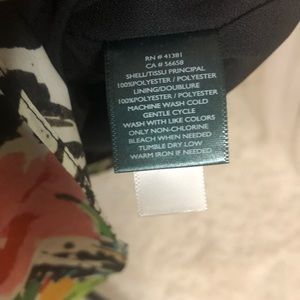 RN # 41381
CA # 56658
SHELL/TISSU PRINCIPAL
100%POLYESTER / POLYESTER
LINING/DOUBLURE
100%POLYESTER / POLYESTER
MACHINE WASH COLD
GENTLE CYCLE
WASH WITH LIKE COLORS
ONLY NON-CHLORINE
BLEACH WHEN NEEDED
TUMBLE DRY LOW
WARM IRON IF NEEDED